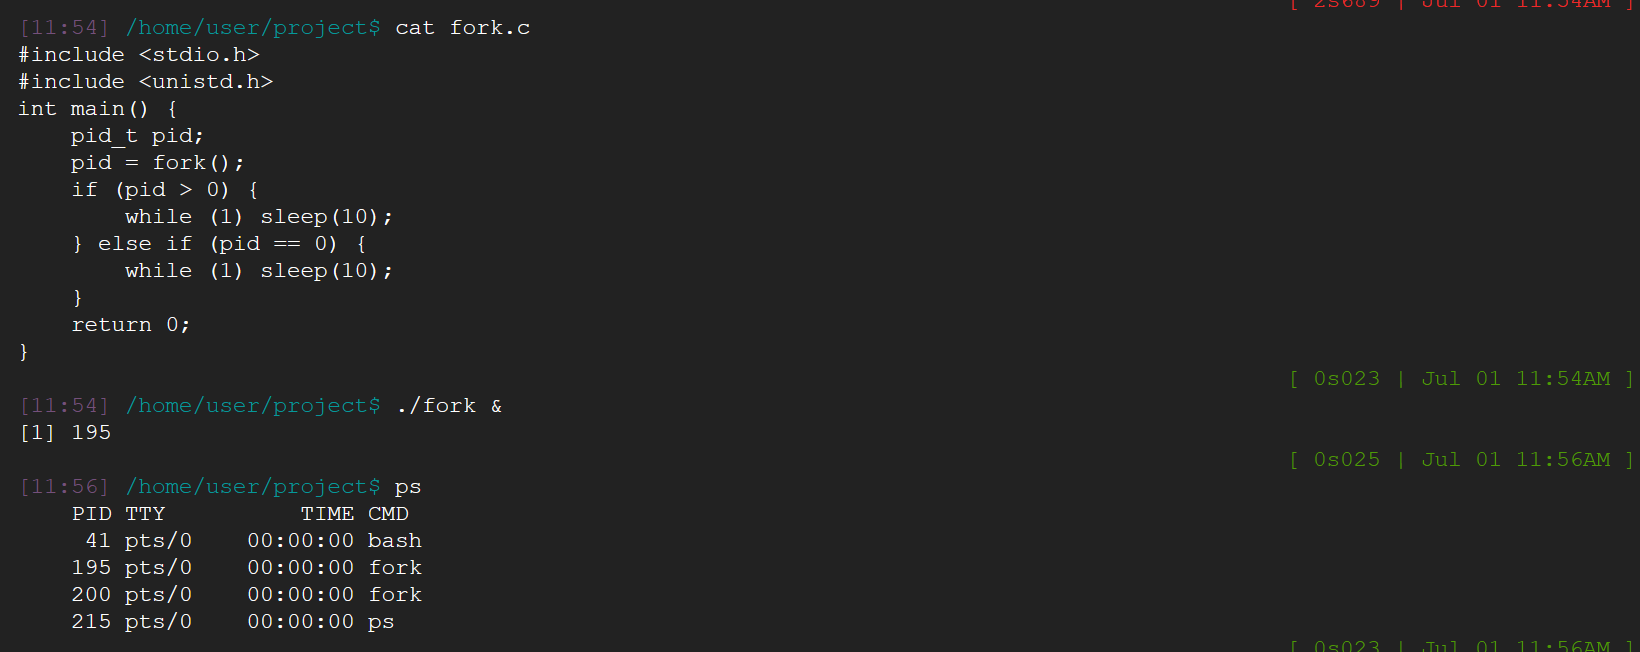 [ 2s689 | Jul 01 11:54AM ]
[11:54] /home/user/project$ cat fork.c
#include <stdio.h>
#include <unistd.h>
int main() {
    pid_t pid;
    pid = fork();
    if (pid > 0) {
        while (1) sleep(10);
    } else if (pid == 0) {
        while (1) sleep(10);
    }
    return 0;
}
[ 0s023 | Jul 01 11:54AM ]
[11:54] /home/user/project$ ./fork &
[1] 195
[ 0s025 | Jul 01 11:56AM ]
[11:56] /home/user/project$ ps
    PID TTY          TIME CMD
     41 pts/0    00:00:00 bash
    195 pts/0    00:00:00 fork
    200 pts/0    00:00:00 fork
    215 pts/0    00:00:00 ps
[ 0s023 | Jul 01 11:56AM ]